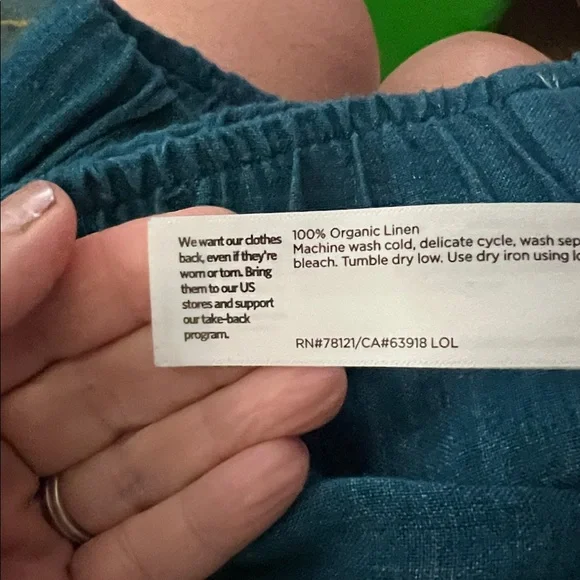 We want our clothes
back, even if they're
worn or torn. Bring
them to our US
stores and support
our take-back
program.
100% Organic Linen
Machine wash cold, delicate cycle, wash sep
bleach. Tumble dry low. Use dry iron using lo
RN#78121/CA#63918 LOL